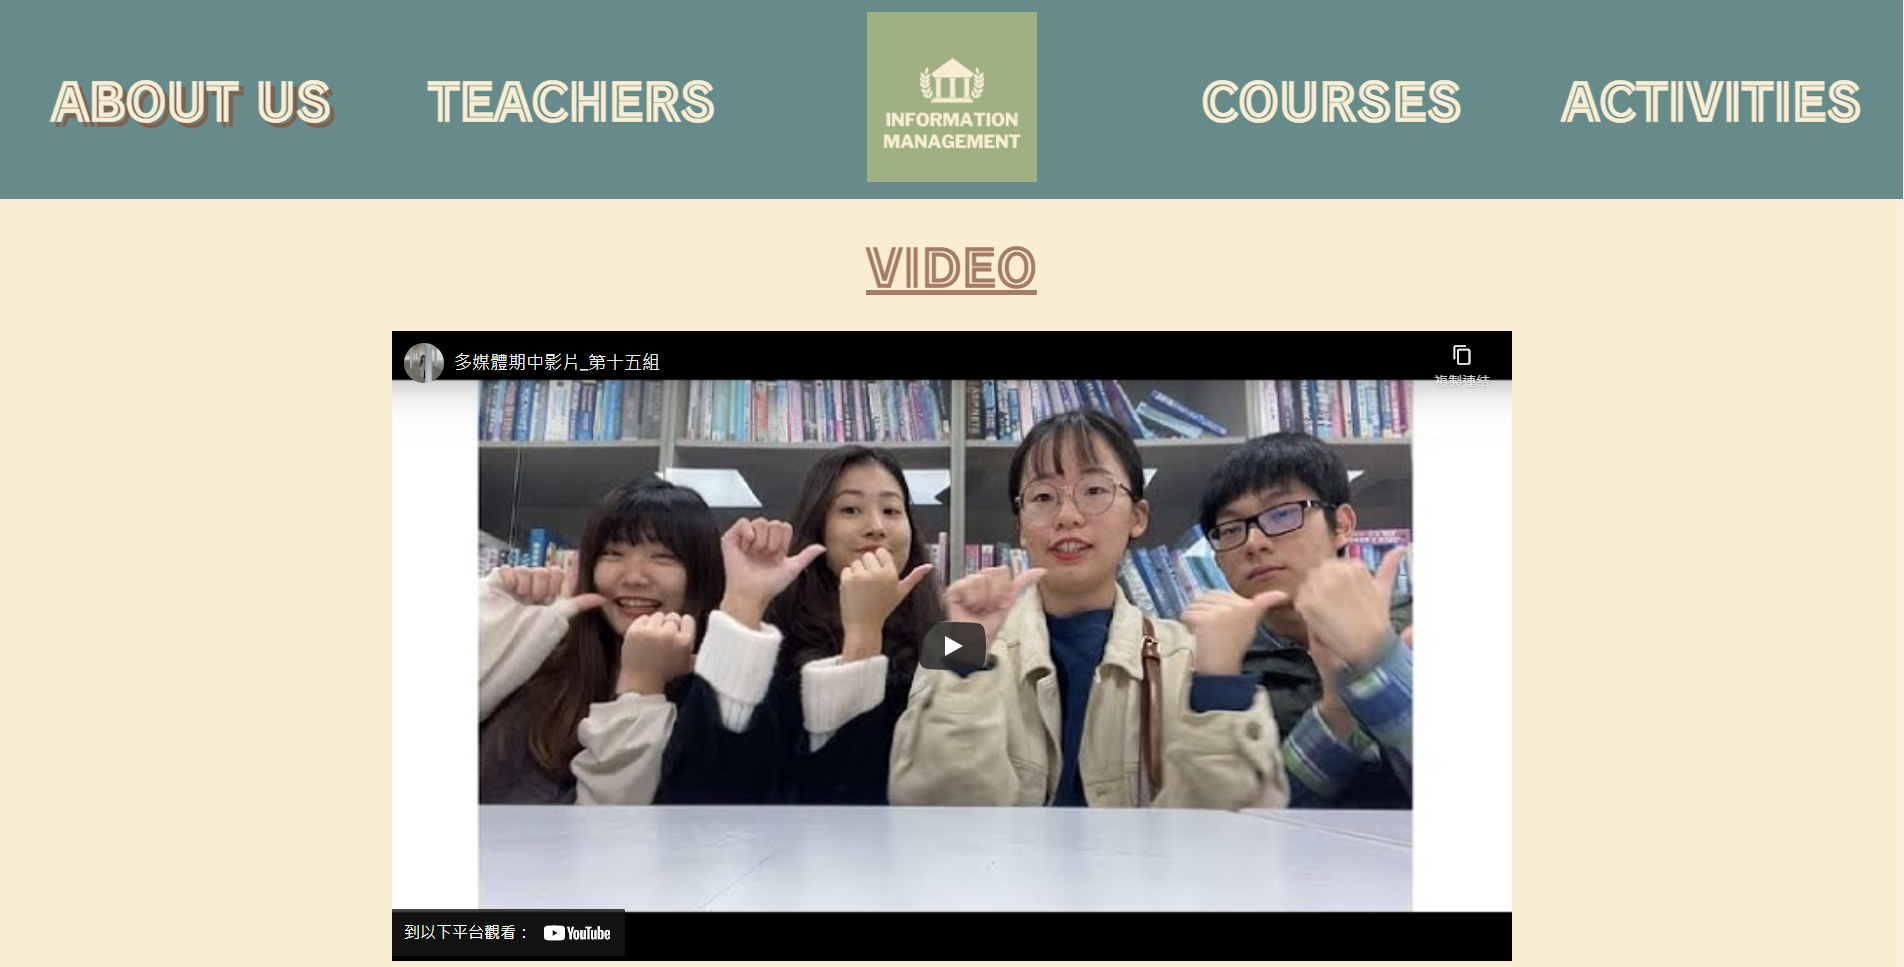 ABOUT US
TEACHERS
INFORMATION
MANAGEMENT
COURSES
ACTIVITIES
VIDEO
多媒體期中影片_第十五組
複製連結
到以下平台觀看：
YouTube